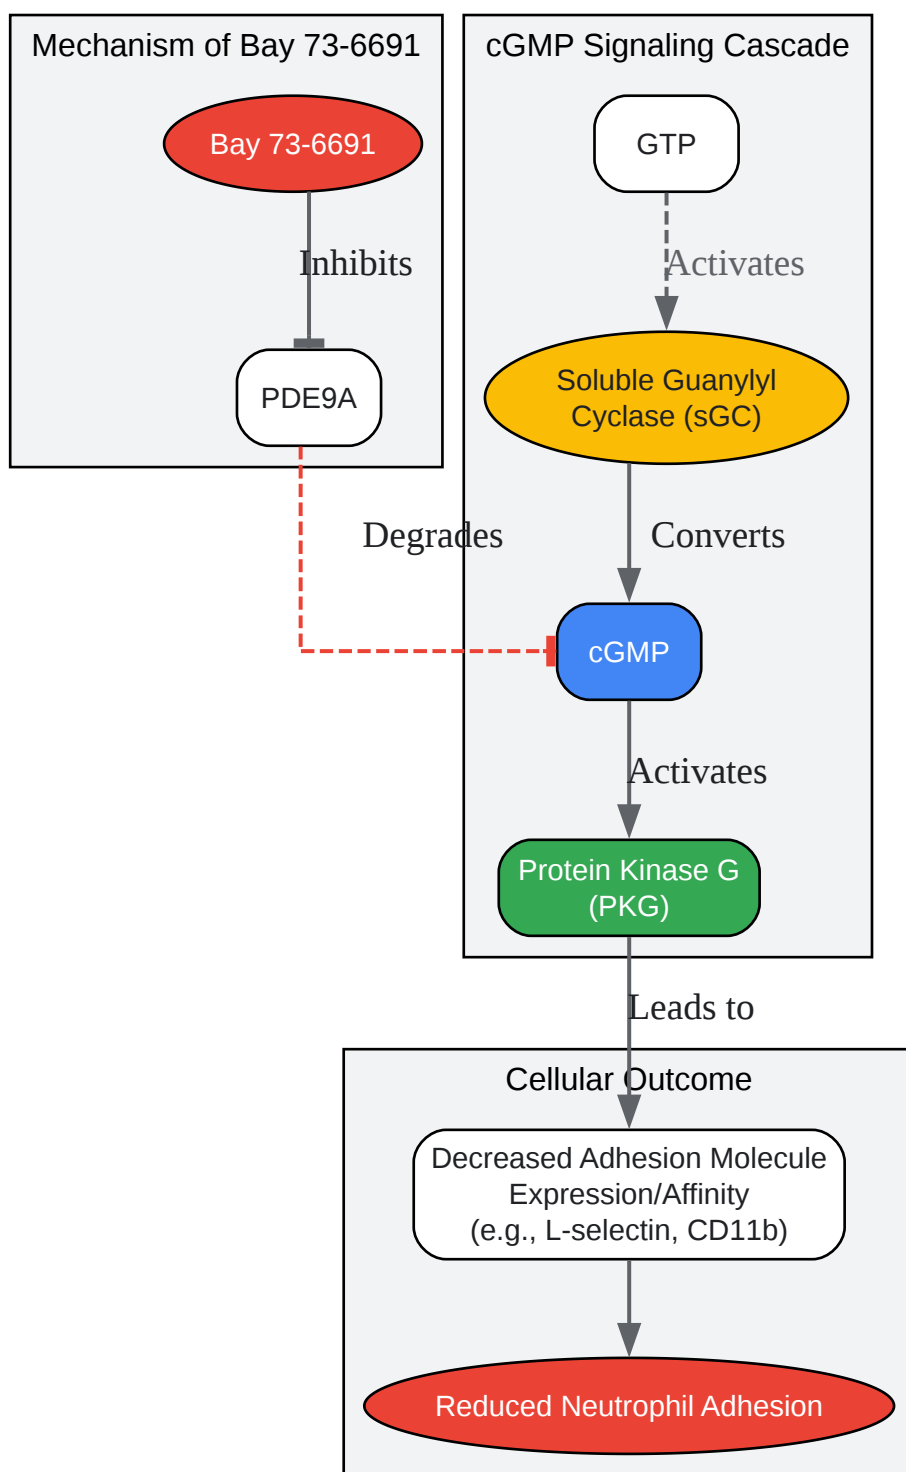 Mechanism of Bay 73-6691
Bay 73-6691
Inhibits
PDE9A
Degrades
cGMP Signaling Cascade
GTP
Activates
Soluble Guanylyl
Cyclase (sGC)
Converts
cGMP
Activates
Protein Kinase G
(PKG)
Leads to
Cellular Outcome
Decreased Adhesion Molecule
Expression/Affinity
(e.g., L-selectin, CD11b)
Reduced Neutrophil Adhesion